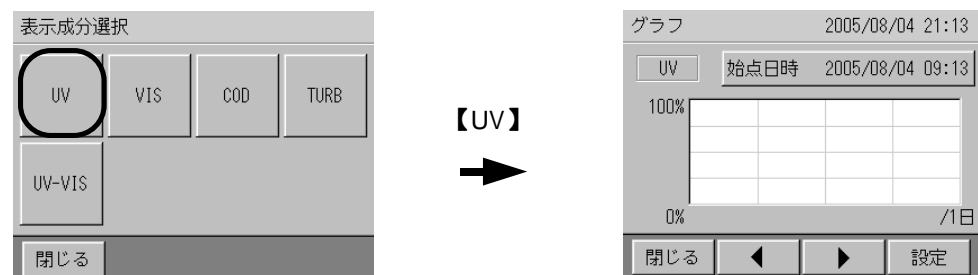 表示成分選択
UV VIS COD TURB
UV-VIS
閉じる
【UV】
グラフ 2005/08/04 21:13
UV 始点日時 2005/08/04 09:13
100%
0% /1日
閉じる ◀ ▶ 設定